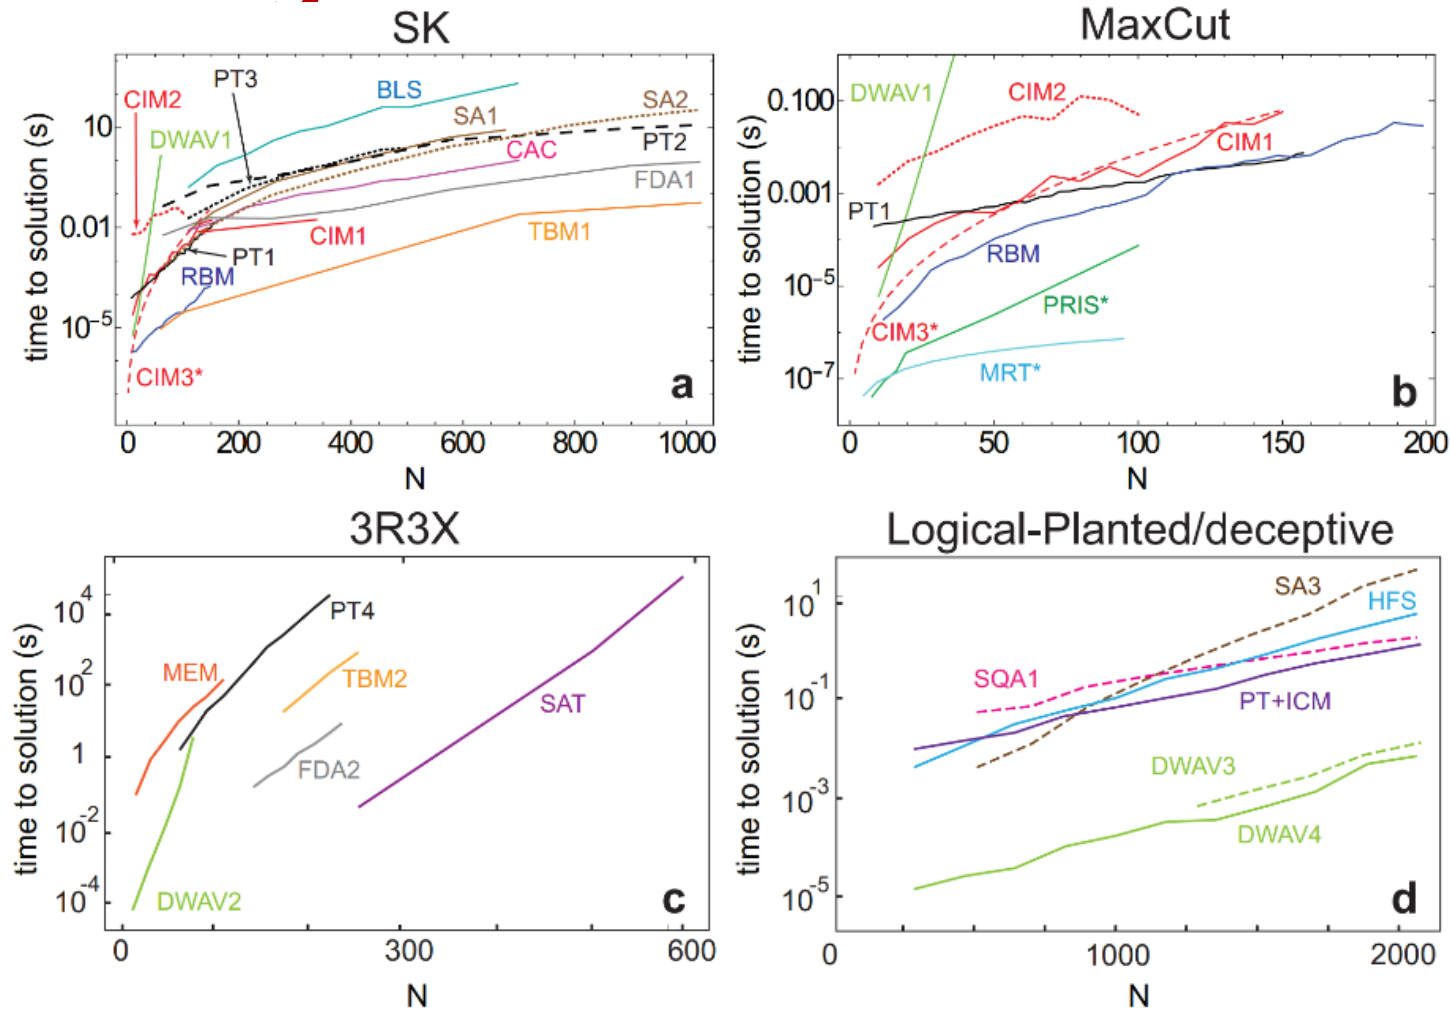 SK
MaxCut
time to solution (s)
10
0.01
10^-5
CIM2
PT3
BLS
DWAV1
SA1
SA2
PT2
CAC
FDA1
CIM1
TBM1
PT1
RBM
CIM3*
a
0 200 400 600 800 1000
N
time to solution (s)
0.100
0.001
10^-5
10^-7
DWAV1
CIM2
CIM1
PT1
RBM
PRIS*
CIM3*
MRT*
b
0 50 100 150 200
N
3R3X
Logical-Planted/deceptive
time to solution (s)
10^4
10^2
1
10^-2
10^-4
PT4
MEM
TBM2
SAT
FDA2
DWAV2
c
0 300 600
N
time to solution (s)
10^1
10^-1
10^-3
10^-5
SA3
HFS
SQA1
PT+ICM
DWAV3
DWAV4
d
0 1000 2000
N